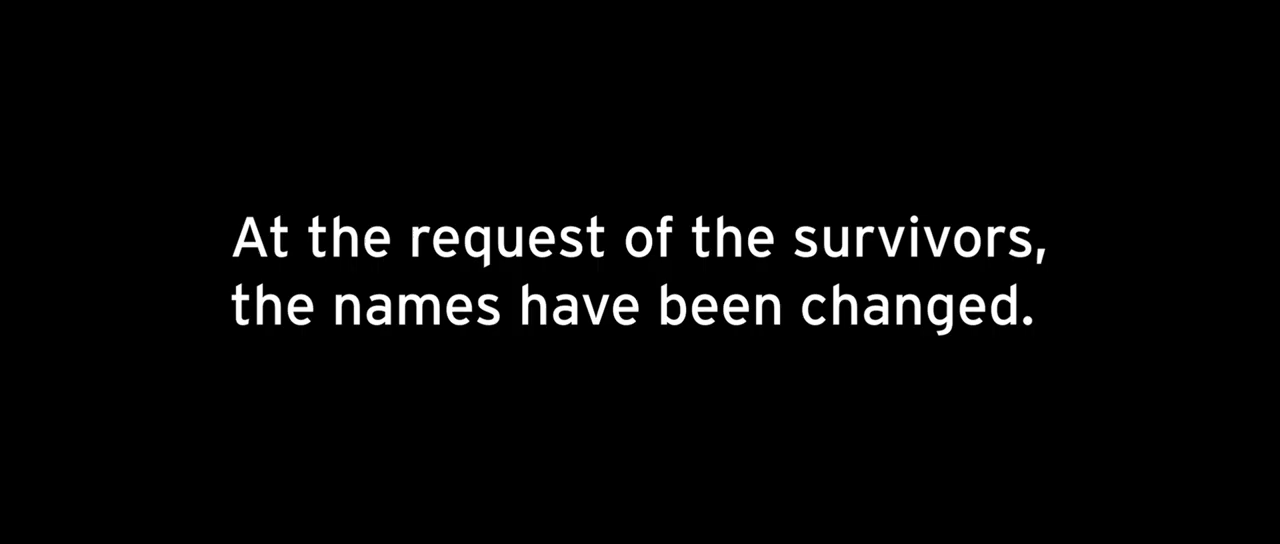 At the request of the survivors,
the names have been changed.